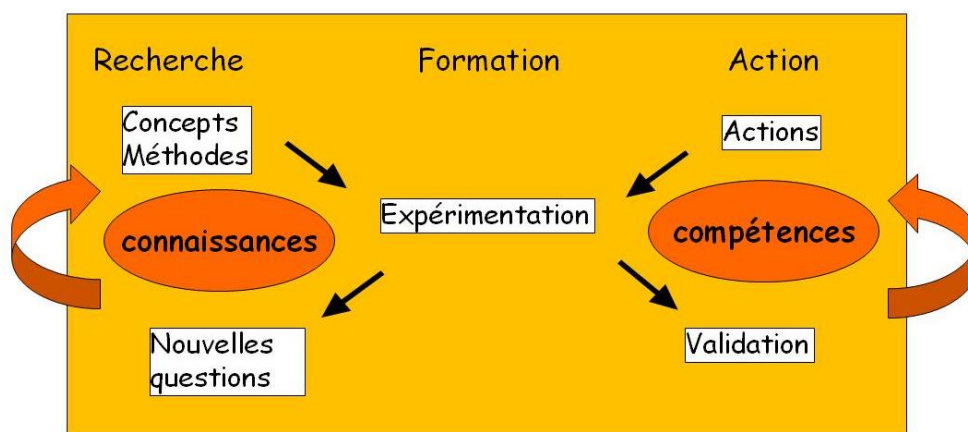 Recherche
Formation
Action
Concepts
Méthodes
Actions
Expérimentation
connaissances
compétences
Nouvelles
questions
Validation